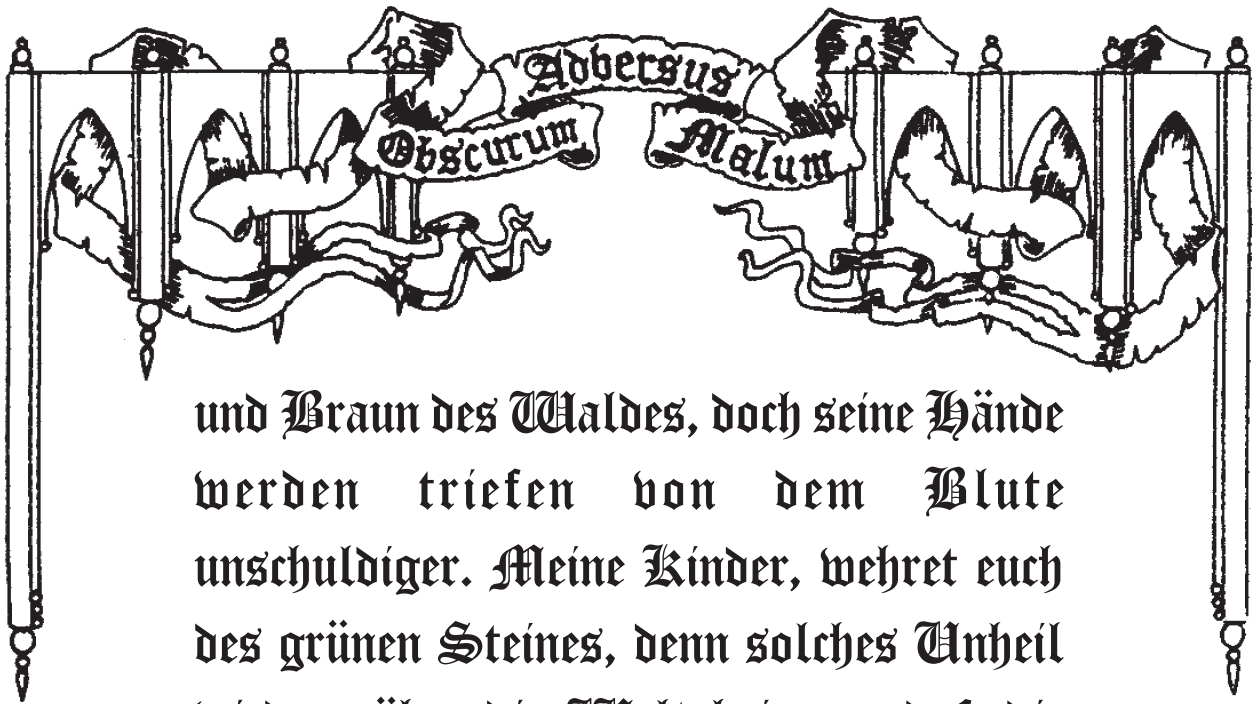 Adversus
Obscurum Malum
und Braun des Waldes, doch seine Hände
werden triefen von dem Blute
unschuldiger. Meine Kinder, wehret euch
des grünen Steines, denn solches Unheil